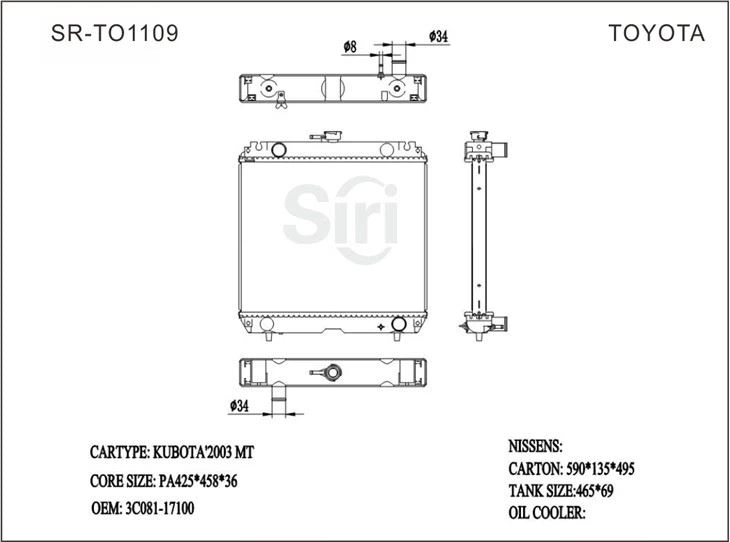 SR-TO1109
TOYOTA
ϕ8
ϕ34
Siri
ϕ34
CARTYPE: KUBOTA'2003 MT
CORE SIZE: PA425*458*36
OEM: 3C081-17100
NISSENS:
CARTON: 590*135*495
TANK SIZE:465*69
OIL COOLER: